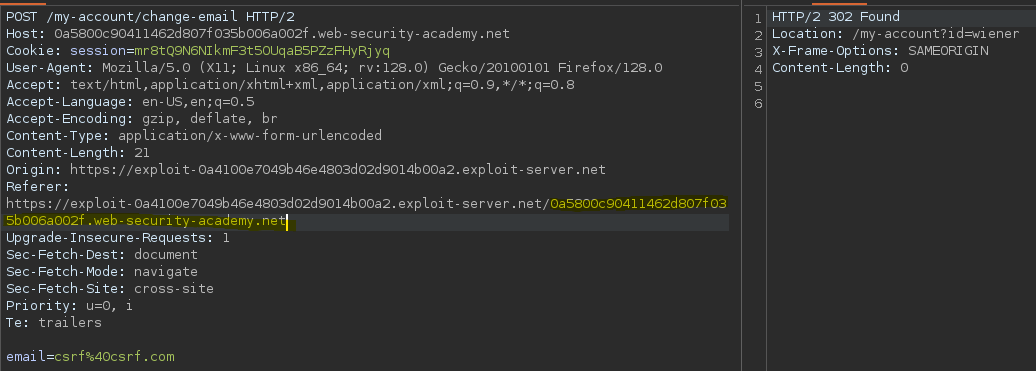 POST /my-account/change-email HTTP/2
Host: 0a5800c90411462d807f035b006a002f.web-security-academy.net
Cookie: session=mr8tQ9N6NIkmF3t5OUqaB5PZzFHyRjyq
User-Agent: Mozilla/5.0 (X11; Linux x86_64; rv:128.0) Gecko/20100101 Firefox/128.0
Accept: text/html,application/xhtml+xml,application/xml;q=0.9,*/*;q=0.8
Accept-Language: en-US,en;q=0.5
Accept-Encoding: gzip, deflate, br
Content-Type: application/x-www-form-urlencoded
Content-Length: 21
Origin: https://exploit-0a4100e7049b46e4803d02d9014b00a2.exploit-server.net
Referer:
https://exploit-0a4100e7049b46e4803d02d9014b00a2.exploit-server.net/0a5800c90411462d807f03
5b006a002f.web-security-academy.net
Upgrade-Insecure-Requests: 1
Sec-Fetch-Dest: document
Sec-Fetch-Mode: navigate
Sec-Fetch-Site: cross-site
Priority: u=0, i
Te: trailers
email=csrf%40csrf.com
1 HTTP/2 302 Found
2 Location: /my-account?id=wiener
3 X-Frame-Options: SAMEORIGIN
4 Content-Length: 0
5
6